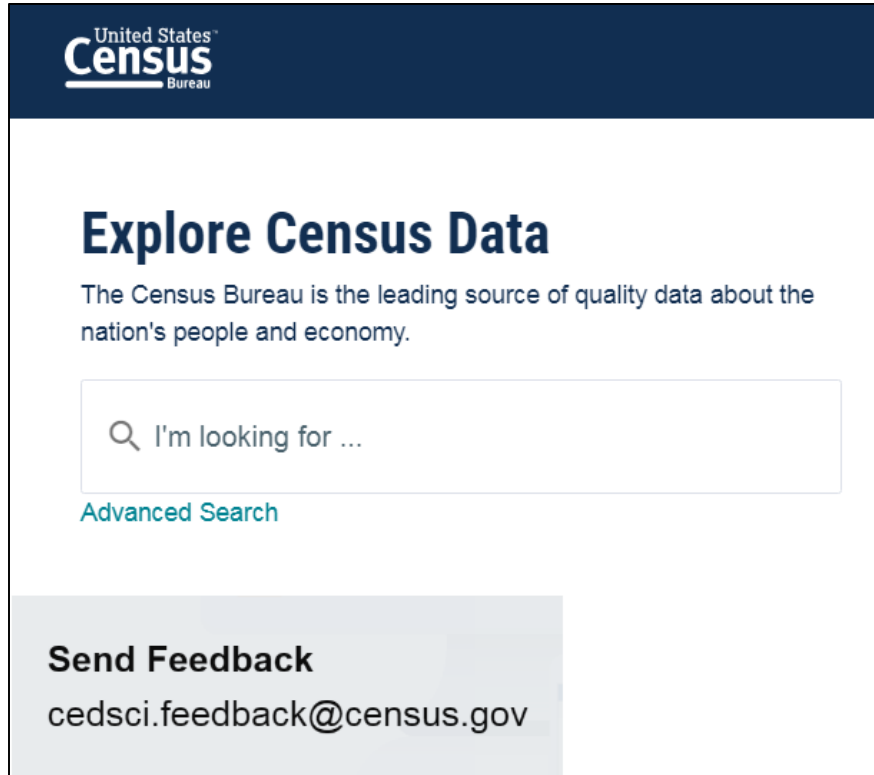 United States™
Census
Bureau
Explore Census Data
The Census Bureau is the leading source of quality data about the
nation's people and economy.
I'm looking for ...
Advanced Search
Send Feedback
cedsci.feedback@census.gov